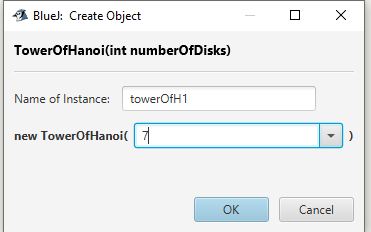 BlueJ: Create Object
TowerOfHanoi(int numberOfDisks)
Name of Instance: towerOfH1
new TowerOfHanoi( 7 )
OK Cancel